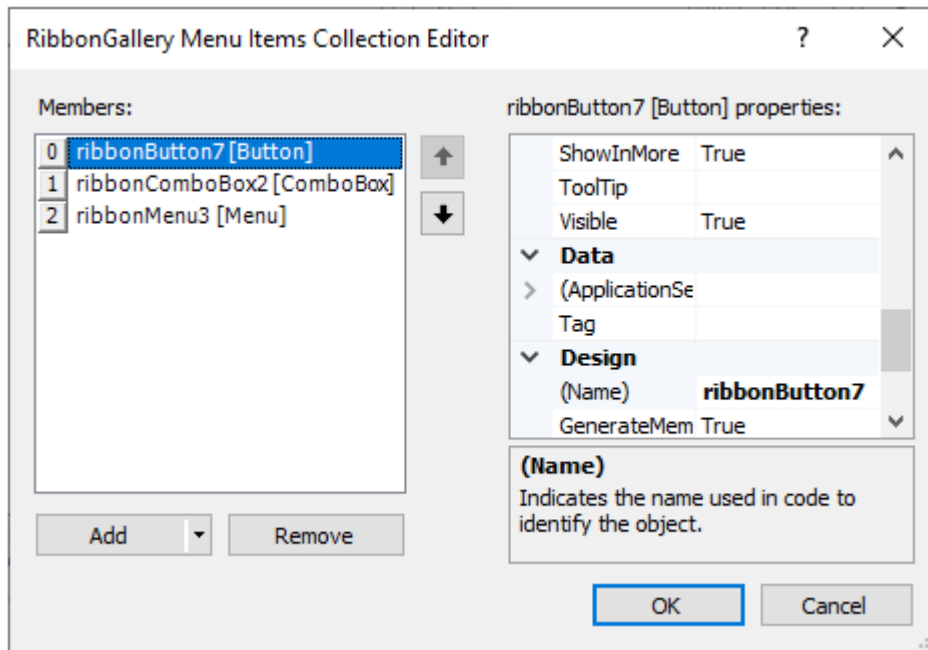 RibbonGallery Menu Items Collection Editor ? ×
Members:
0 ribbonButton7 [Button]
1 ribbonComboBox2 [ComboBox]
2 ribbonMenu3 [Menu]
Add
Remove
ribbonButton7 [Button] properties:
ShowInMore True
ToolTip
Visible True
Data
(ApplicationSe
Tag
Design
(Name) ribbonButton7
GenerateMem True
(Name)
Indicates the name used in code to
identify the object.
OK
Cancel